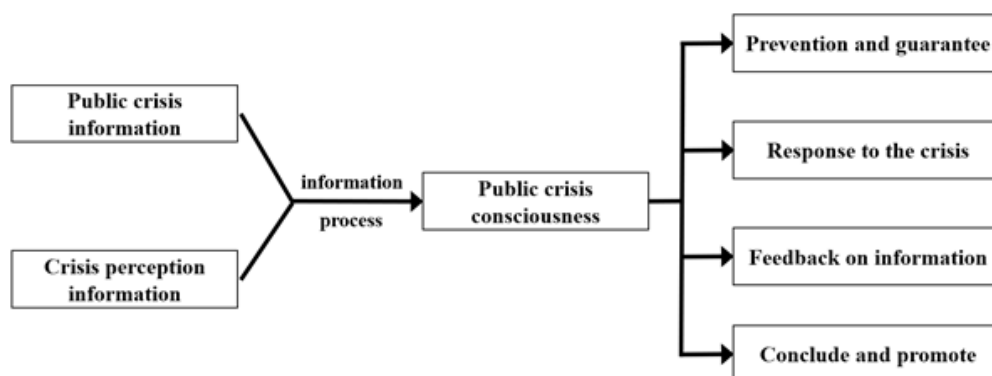 Public crisis
information
Crisis perception
information
information
process
Public crisis
consciousness
Prevention and guarantee
Response to the crisis
Feedback on information
Conclude and promote